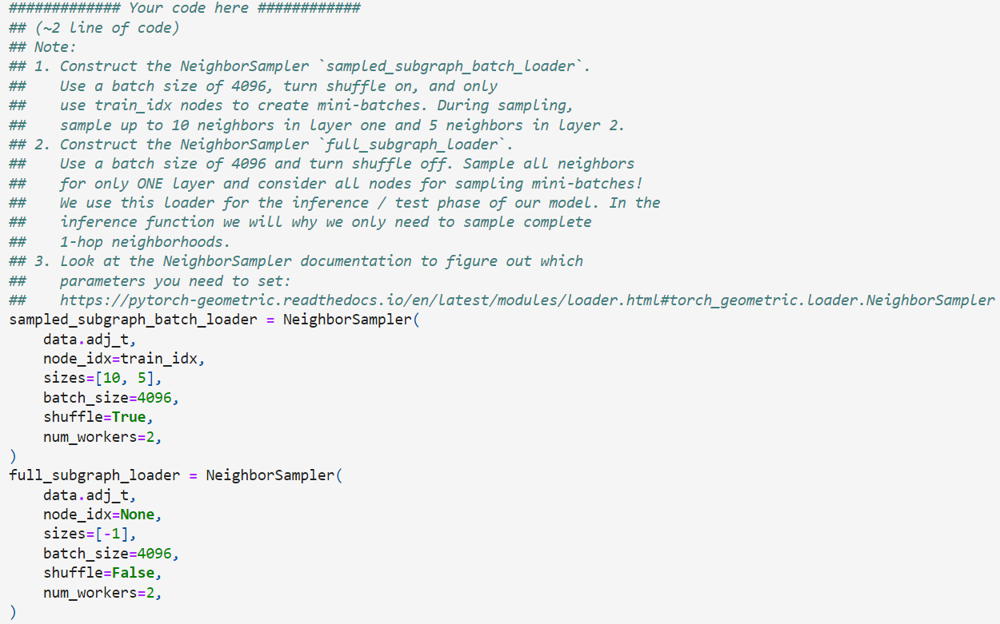 ############# Your code here ############
## (~2 line of code)
## Note:
## 1. Construct the NeighborSampler `sampled_subgraph_batch_loader`.
##    Use a batch size of 4096, turn shuffle on, and only
##    use train_idx nodes to create mini-batches. During sampling,
##    sample up to 10 neighbors in layer one and 5 neighbors in layer 2.
## 2. Construct the NeighborSampler `full_subgraph_loader`.
##    Use a batch size of 4096 and turn shuffle off. Sample all neighbors
##    for only ONE layer and consider all nodes for sampling mini-batches!
##    We use this loader for the inference / test phase of our model. In the
##    inference function we will why we only need to sample complete
##    1-hop neighborhoods.
## 3. Look at the NeighborSampler documentation to figure out which
##    parameters you need to set:
##    https://pytorch-geometric.readthedocs.io/en/latest/modules/loader.html#torch_geometric.loader.NeighborSampler
sampled_subgraph_batch_loader = NeighborSampler(
    data.adj_t,
    node_idx=train_idx,
    sizes=[10, 5],
    batch_size=4096,
    shuffle=True,
    num_workers=2,
)
full_subgraph_loader = NeighborSampler(
    data.adj_t,
    node_idx=None,
    sizes=[-1],
    batch_size=4096,
    shuffle=False,
    num_workers=2,
)